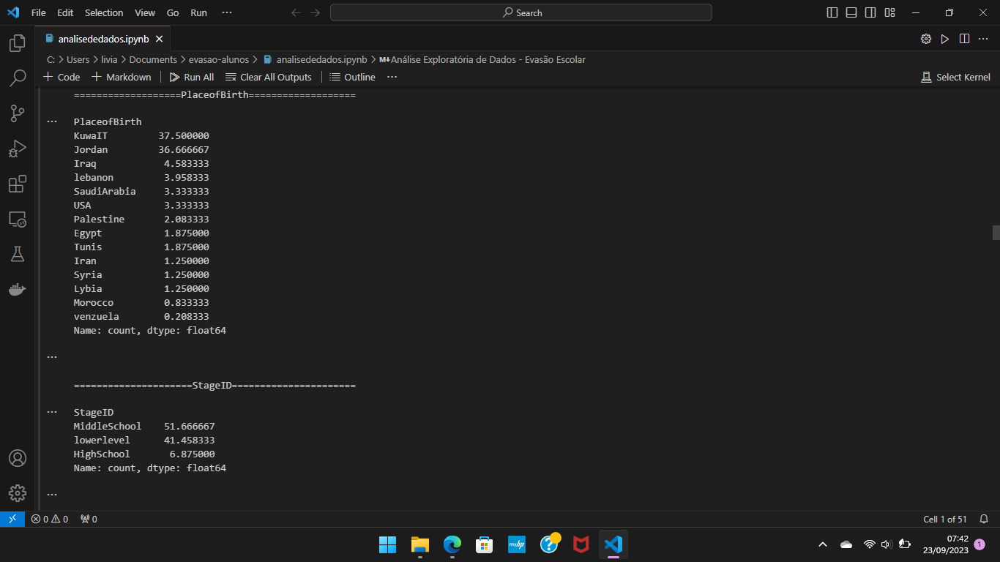 File Edit Selection View Go Run ··· Search
analisededados.ipynb
C: > Users > livia > Documents > evasao-alunos > analisededados.ipynb > M↓Análise Exploratória de Dados - Evasão Escolar
+ Code + Markdown Run All Clear All Outputs Outline ··· Select Kernel
===================PlaceofBirth===================
PlaceofBirth
KuwaIT 37.500000
Jordan 36.666667
Iraq 4.583333
lebanon 3.958333
SaudiArabia 3.333333
USA 3.333333
Palestine 2.083333
Egypt 1.875000
Tunis 1.875000
Iran 1.250000
Syria 1.250000
Lybia 1.250000
Morocco 0.833333
venzuela 0.208333
Name: count, dtype: float64
=====================StageID======================
StageID
MiddleSchool 51.666667
lowerlevel 41.458333
HighSchool 6.875000
Name: count, dtype: float64
0 0 0 Cell 1 of 51
myhp
07:42
23/09/2023 1